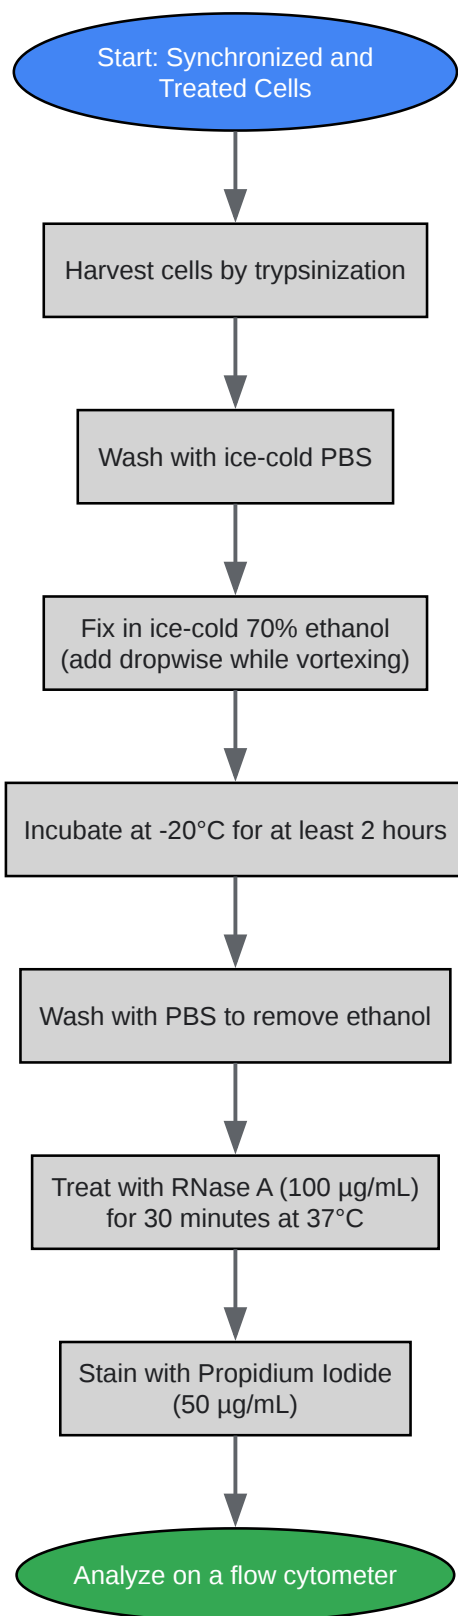 Start: Synchronized and
Treated Cells
Harvest cells by trypsinization
Wash with ice-cold PBS
Fix in ice-cold 70% ethanol
(add dropwise while vortexing)
Incubate at -20°C for at least 2 hours
Wash with PBS to remove ethanol
Treat with RNase A (100 µg/mL)
for 30 minutes at 37°C
Stain with Propidium Iodide
(50 µg/mL)
Analyze on a flow cytometer